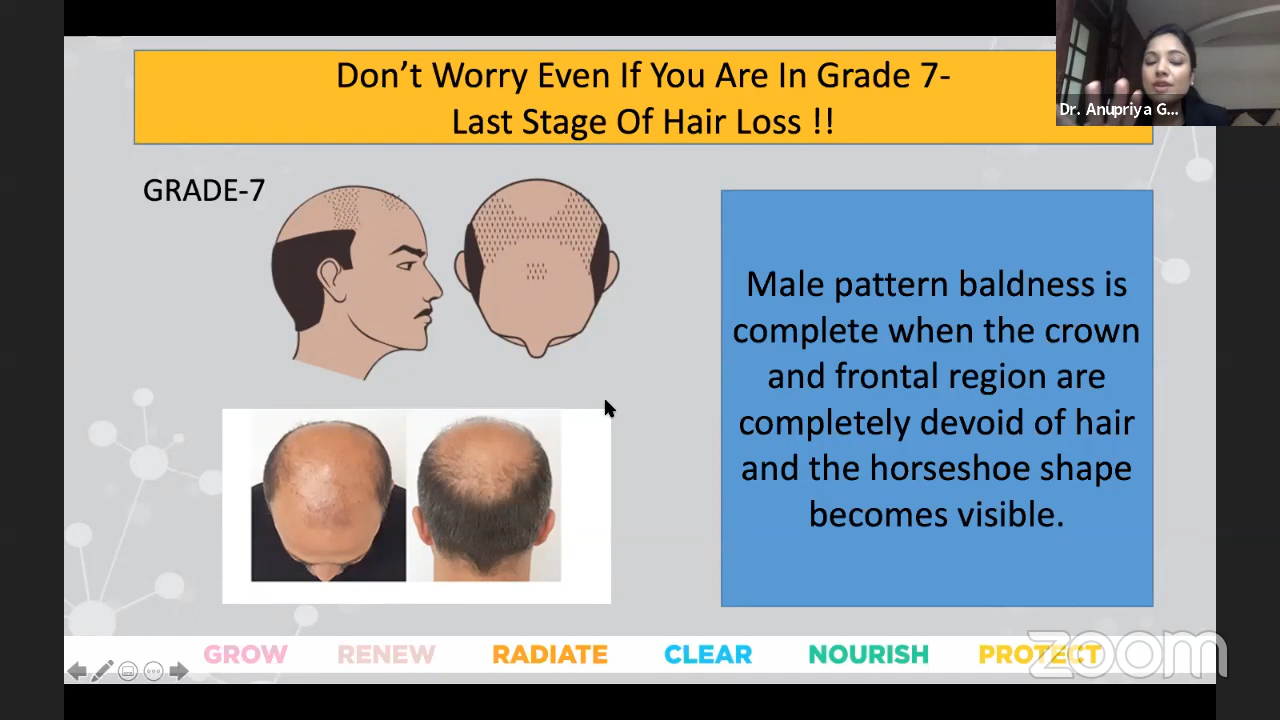 Don’t Worry Even If You Are In Grade 7-
Last Stage Of Hair Loss !!
Dr. Anupriya G...
GRADE-7
Male pattern baldness is
complete when the crown
and frontal region are
completely devoid of hair
and the horseshoe shape
becomes visible.
GROW RENEW RADIATE CLEAR NOURISH PROTECT
zoom